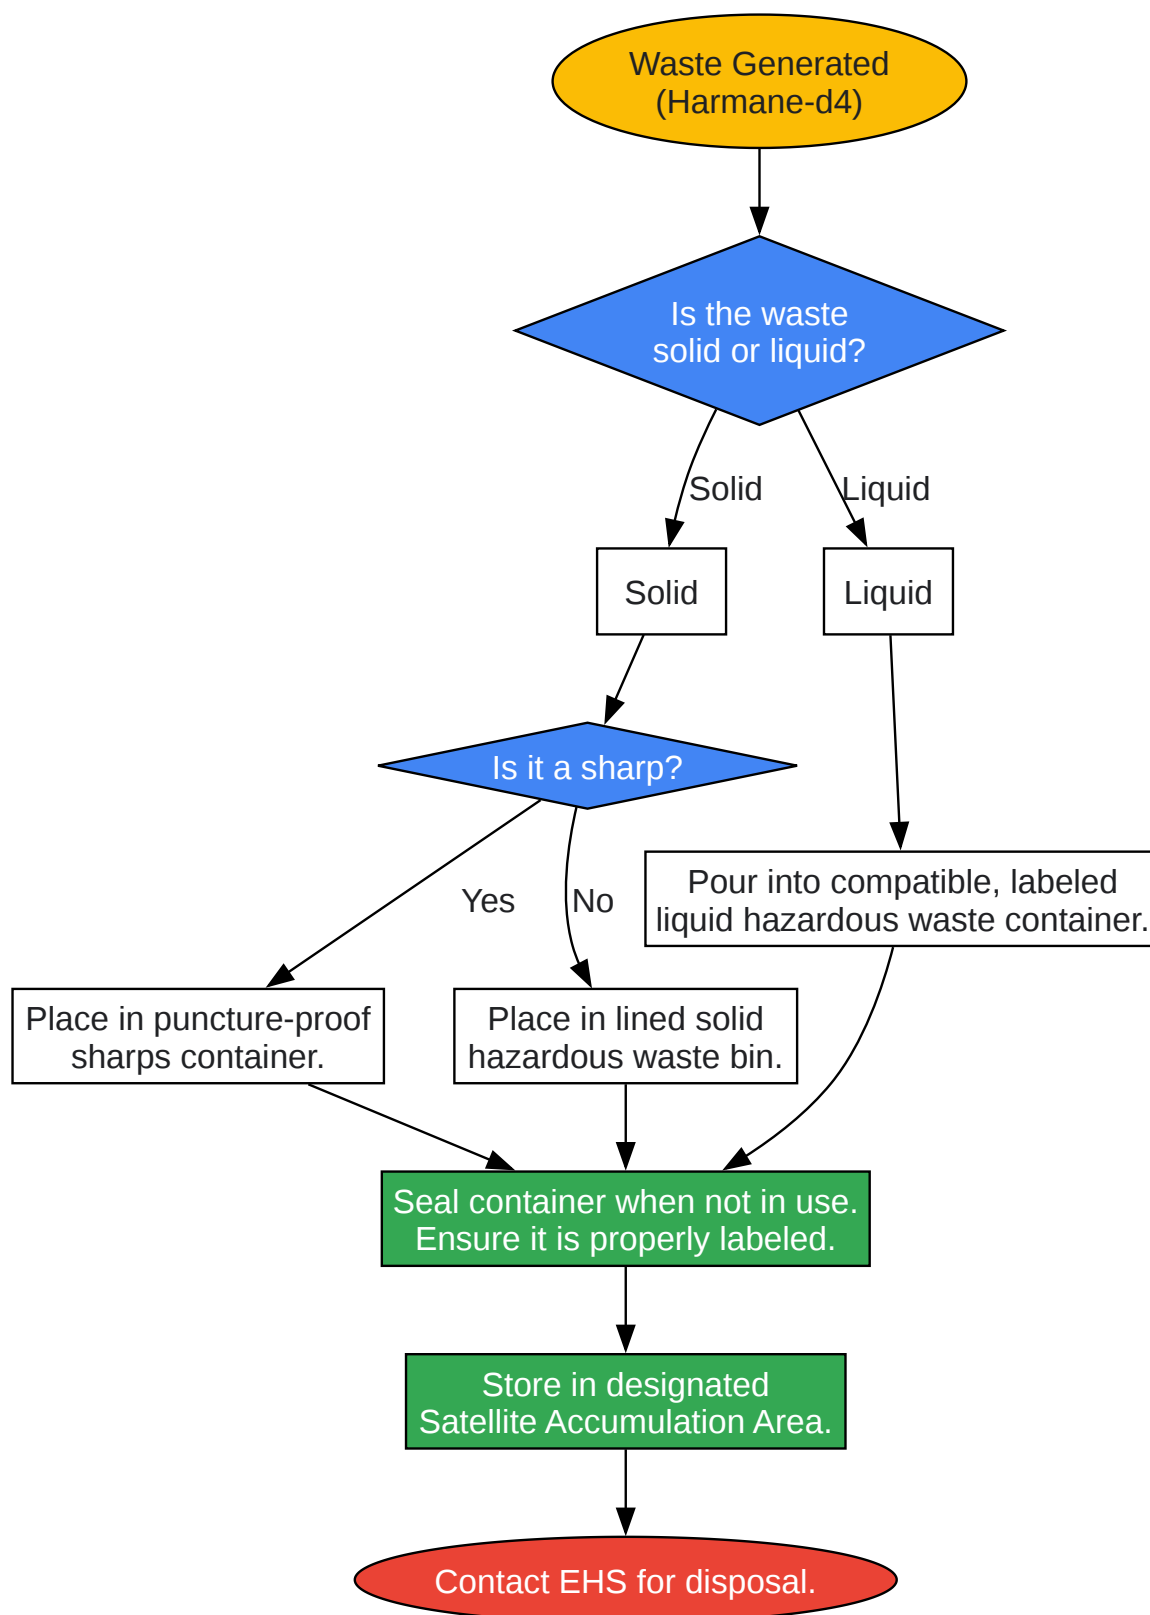 Waste Generated
(Harmane-d4)
Is the waste
solid or liquid?
Solid
Liquid
Solid
Liquid
Is it a sharp?
Yes
No
Pour into compatible, labeled
liquid hazardous waste container.
Place in puncture-proof
sharps container.
Place in lined solid
hazardous waste bin.
Seal container when not in use.
Ensure it is properly labeled.
Store in designated
Satellite Accumulation Area.
Contact EHS for disposal.